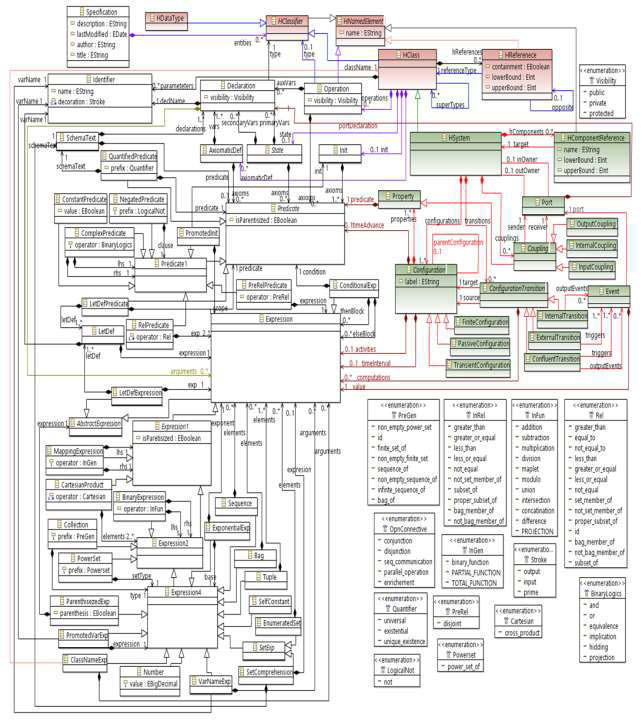 Specification
description : EString
lastModified : EDate
author : EString
title : EString
HDataType
HClassifier
HNamedElement
name : EString
entities
0..*
type
1
HClass
className
hReferences
0..*
HReferenece
containment : EBoolean
lowerBound : EInt
upperBound : EInt
referenceType
superTypes
opposite
<<enumeration>>
Visbility
public
private
protected
varName 1
Identifier
name : EString
decoration : Stroke
0..*parameters
1 declName
Declaration
visibility : Visibility
auxVars
Operation
visibility : Visibility
operations
declarations
vars
secondaryVars
primaryVars
portDeclaration
state
SchemaText
schemaText
AxiomaticDef
State
Init
0..1 init
axiomaticDef
HSystem
hComponents 0..*
1 target
0..1 inOwner
0..1 outOwner
HComponentReference
name : EString
lowerBound : EInt
upperBound : EInt
QuantifiedPredicate
prefix : Quantifier
ConstantPredicate
value : EBoolean
NegatedPredicate
prefix : LogicalNot
PromotedInit
ComplexPredicate
operator : BinaryLogics
clause
lhs 1
rhs 1
Predicate1
predicate
axioms
isParentisized : EBoolean
1 predicate
0..1timeAdvance
Property
properties
configurations
transitions
parentConfiguration
0..1
Port
1 port
sender
receiver
couplings
Coupling
OutputCoupling
InternalCoupling
InputCoupling
Configuration
label : EString
1 target
1 source
ConfigurationTransition
outputEvents
Event
FiniteConfiguration
PassiveConfiguration
TransientConfiguration
InternalTransition
ExternalTransition
ConfluentTransition
triggers
outputEvents
1 predicate
1 condition
PreRelPredicate
operator : PreRel
ConditionalExp
expression
LetDefPredicate
letDef
LetDef
RelPredicate
operator : Rel
exp 2..*
expression 1
Expression
thenBlock
0..*elseBlock
0..1 activities
0..1 timeInterval
0..* computations
1 value
arguments 0..*
LetDefExpression
exp 1
expression 1
AbstractExpression
Expression1
isParetisized : EBoolean
MappingExpression
operator : InGen
lhs 1
rhs 1
exponent
elements
expression
arguments
CartesianProduct
operator : Cartesian
BinaryExpression
operator : InFun
Collection
prefix : PreGen
elements 2..*
Expression2
Sequence
ExponentialExp
PowerSet
prefix : Powerset
setType
base
Bag
Tuple
ParenthisezedExp
parenthesis : EBoolean
type 1
Expression4
SelfConstant
EnumeratedSet
PromotedVarExp
expression 1
SetExp
ClassNameExp
Number
value : EBigDecimal
VarNameExp
SetComprehension
<<enumeration>>
PreGen
non_empty_power_set
id
finite_set_of
non_empty_finite_set
sequence_of
non_empty_sequence_of
infinite_sequence_of
bag_of
<<enumeration>>
InRel
greater_than
greater_or_equal
less_than
less_or_equal
not_equal
not_set_member_of
subset_of
proper_subset_of
bag_member_of
not_bag_member_of
<<enumeration>>
InFun
addition
subtraction
multiplication
division
maplet
modulo
union
intersection
concatination
difference
PROJECTION
<<enumeration>>
Rel
greater_than
equal_to
not_equal_to
less_than
greater_or_equal
less_or_equal
not_equal
set_member_of
not_set_member_of
proper_subset_of
id
bag_member_of
not_bag_member_of
subset_of
<<enumeration>>
OpnConnective
conjunction
disjunction
seq_communication
parallel_operation
enrichement
<<enumeration>>
InGen
binary_function
PARTIAL_FUNCTION
TOTAL_FUNCTION
Stroke
output
input
prime
<<enumeration>>
BinaryLogics
and
or
equivalence
implication
hidding
projection
<<enumeration>>
Quantifier
universal
existential
unique_existence
<<enumeration>>
PreRel
disjoint
<<enumeration>>
Cartesian
cross_product
<<enumeration>>
LogicalNot
not
<<enumeration>>
Powerset
power_set_of